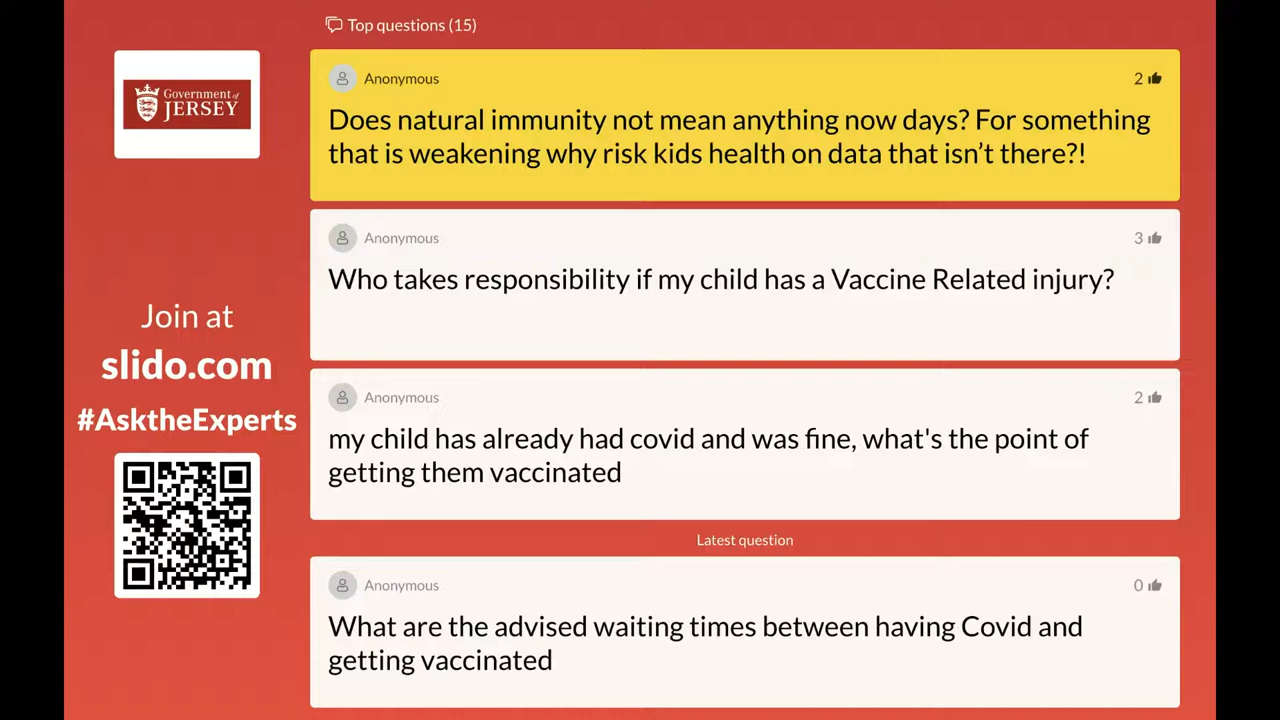 Top questions (15)
Government of
JERSEY
Anonymous
2
Does natural immunity not mean anything now days? For something
that is weakening why risk kids health on data that isn’t there?!
Anonymous
3
Who takes responsibility if my child has a Vaccine Related injury?
Join at
slido.com
#AsktheExperts
Anonymous
2
my child has already had covid and was fine, what's the point of
getting them vaccinated
Latest question
Anonymous
0
What are the advised waiting times between having Covid and
getting vaccinated